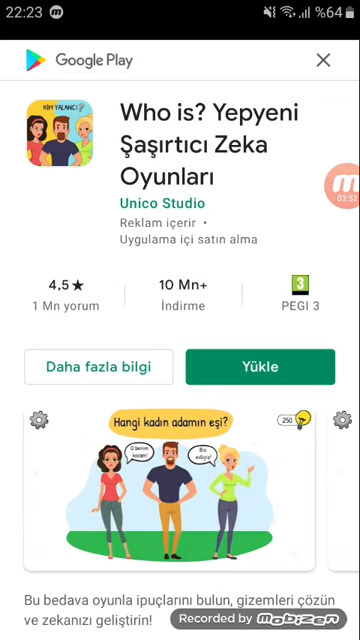 22:23
%64
Google Play
KİM YALANCI?
Who is? Yepyeni
Şaşırtıcı Zeka
Oyunları
Unico Studio
Reklam içerir •
Uygulama içi satın alma
03:52
4,5★
10 Mn+
3
1 Mn yorum
İndirme
PEGI 3
Daha fazla bilgi
Yükle
Hangi kadın adamın eşi?
250
O benim kocam!
Biz evliyiz!
Bu bedava oyunla ipuçlarını bulun, gizemleri çözün
ve zekanızı geliştirin!
Recorded by mobizen